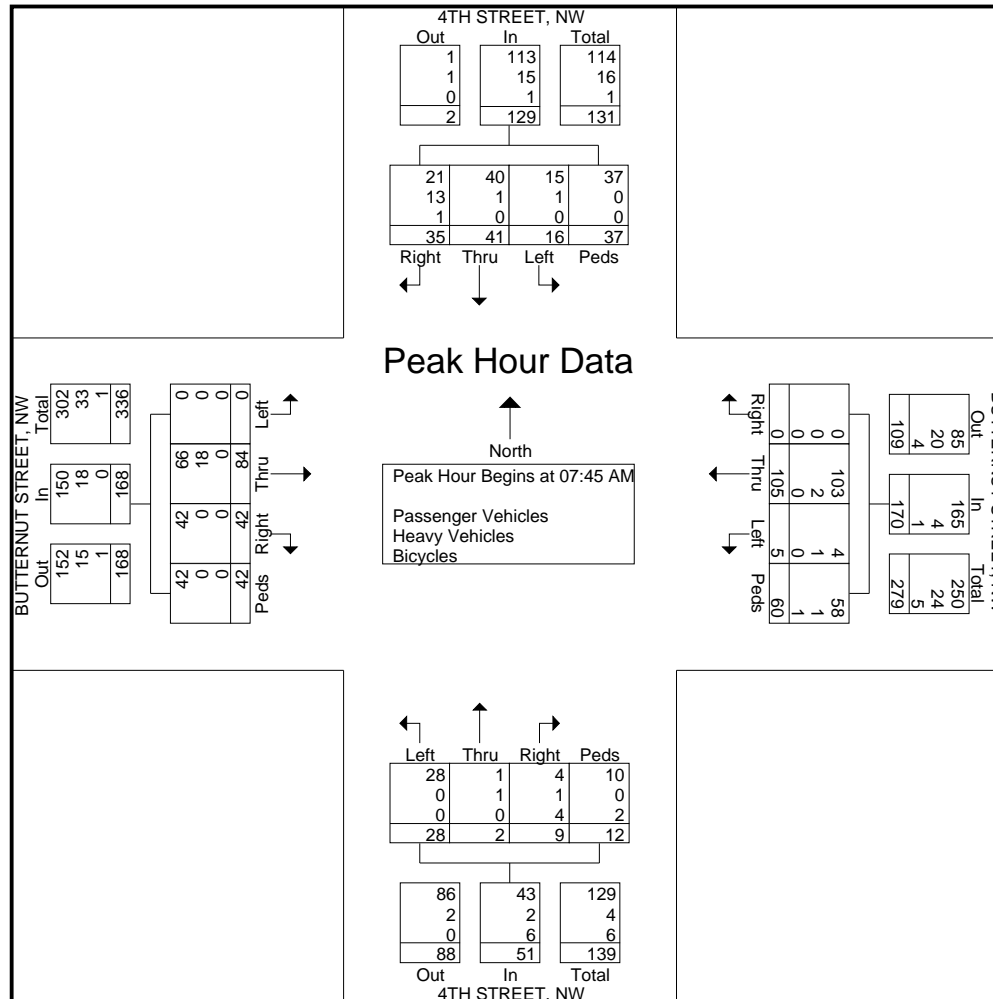 4TH STREET, NW
Out In Total
1 113 114
1 15 16
0 1 1
2 129 131
21 40 15 37
13 1 1 0
1 0 0 0
35 41 16 37
Right Thru Left Peds
BUTTERNUT STREET, NW
Out In Total
152 150 302
15 18 33
1 0 1
168 168 336
42 42 66 0
0 0 18 0
0 0 0 0
42 42 84 0
Peds Right Thru Left
Peak Hour Data
North
Peak Hour Begins at 07:45 AM
Passenger Vehicles
Heavy Vehicles
Bicycles
Out In Total
85 165 250
20 4 24
4 1 5
109 170 279
0 103 4 58
0 2 1 1
0 0 0 1
0 105 5 60
Right Thru Left Peds
Left Thru Right Peds
28 1 4 10
0 1 1 0
0 0 4 2
28 2 9 12
86 43 129
2 2 4
0 6 6
88 51 139
Out In Total
4TH STREET, NW